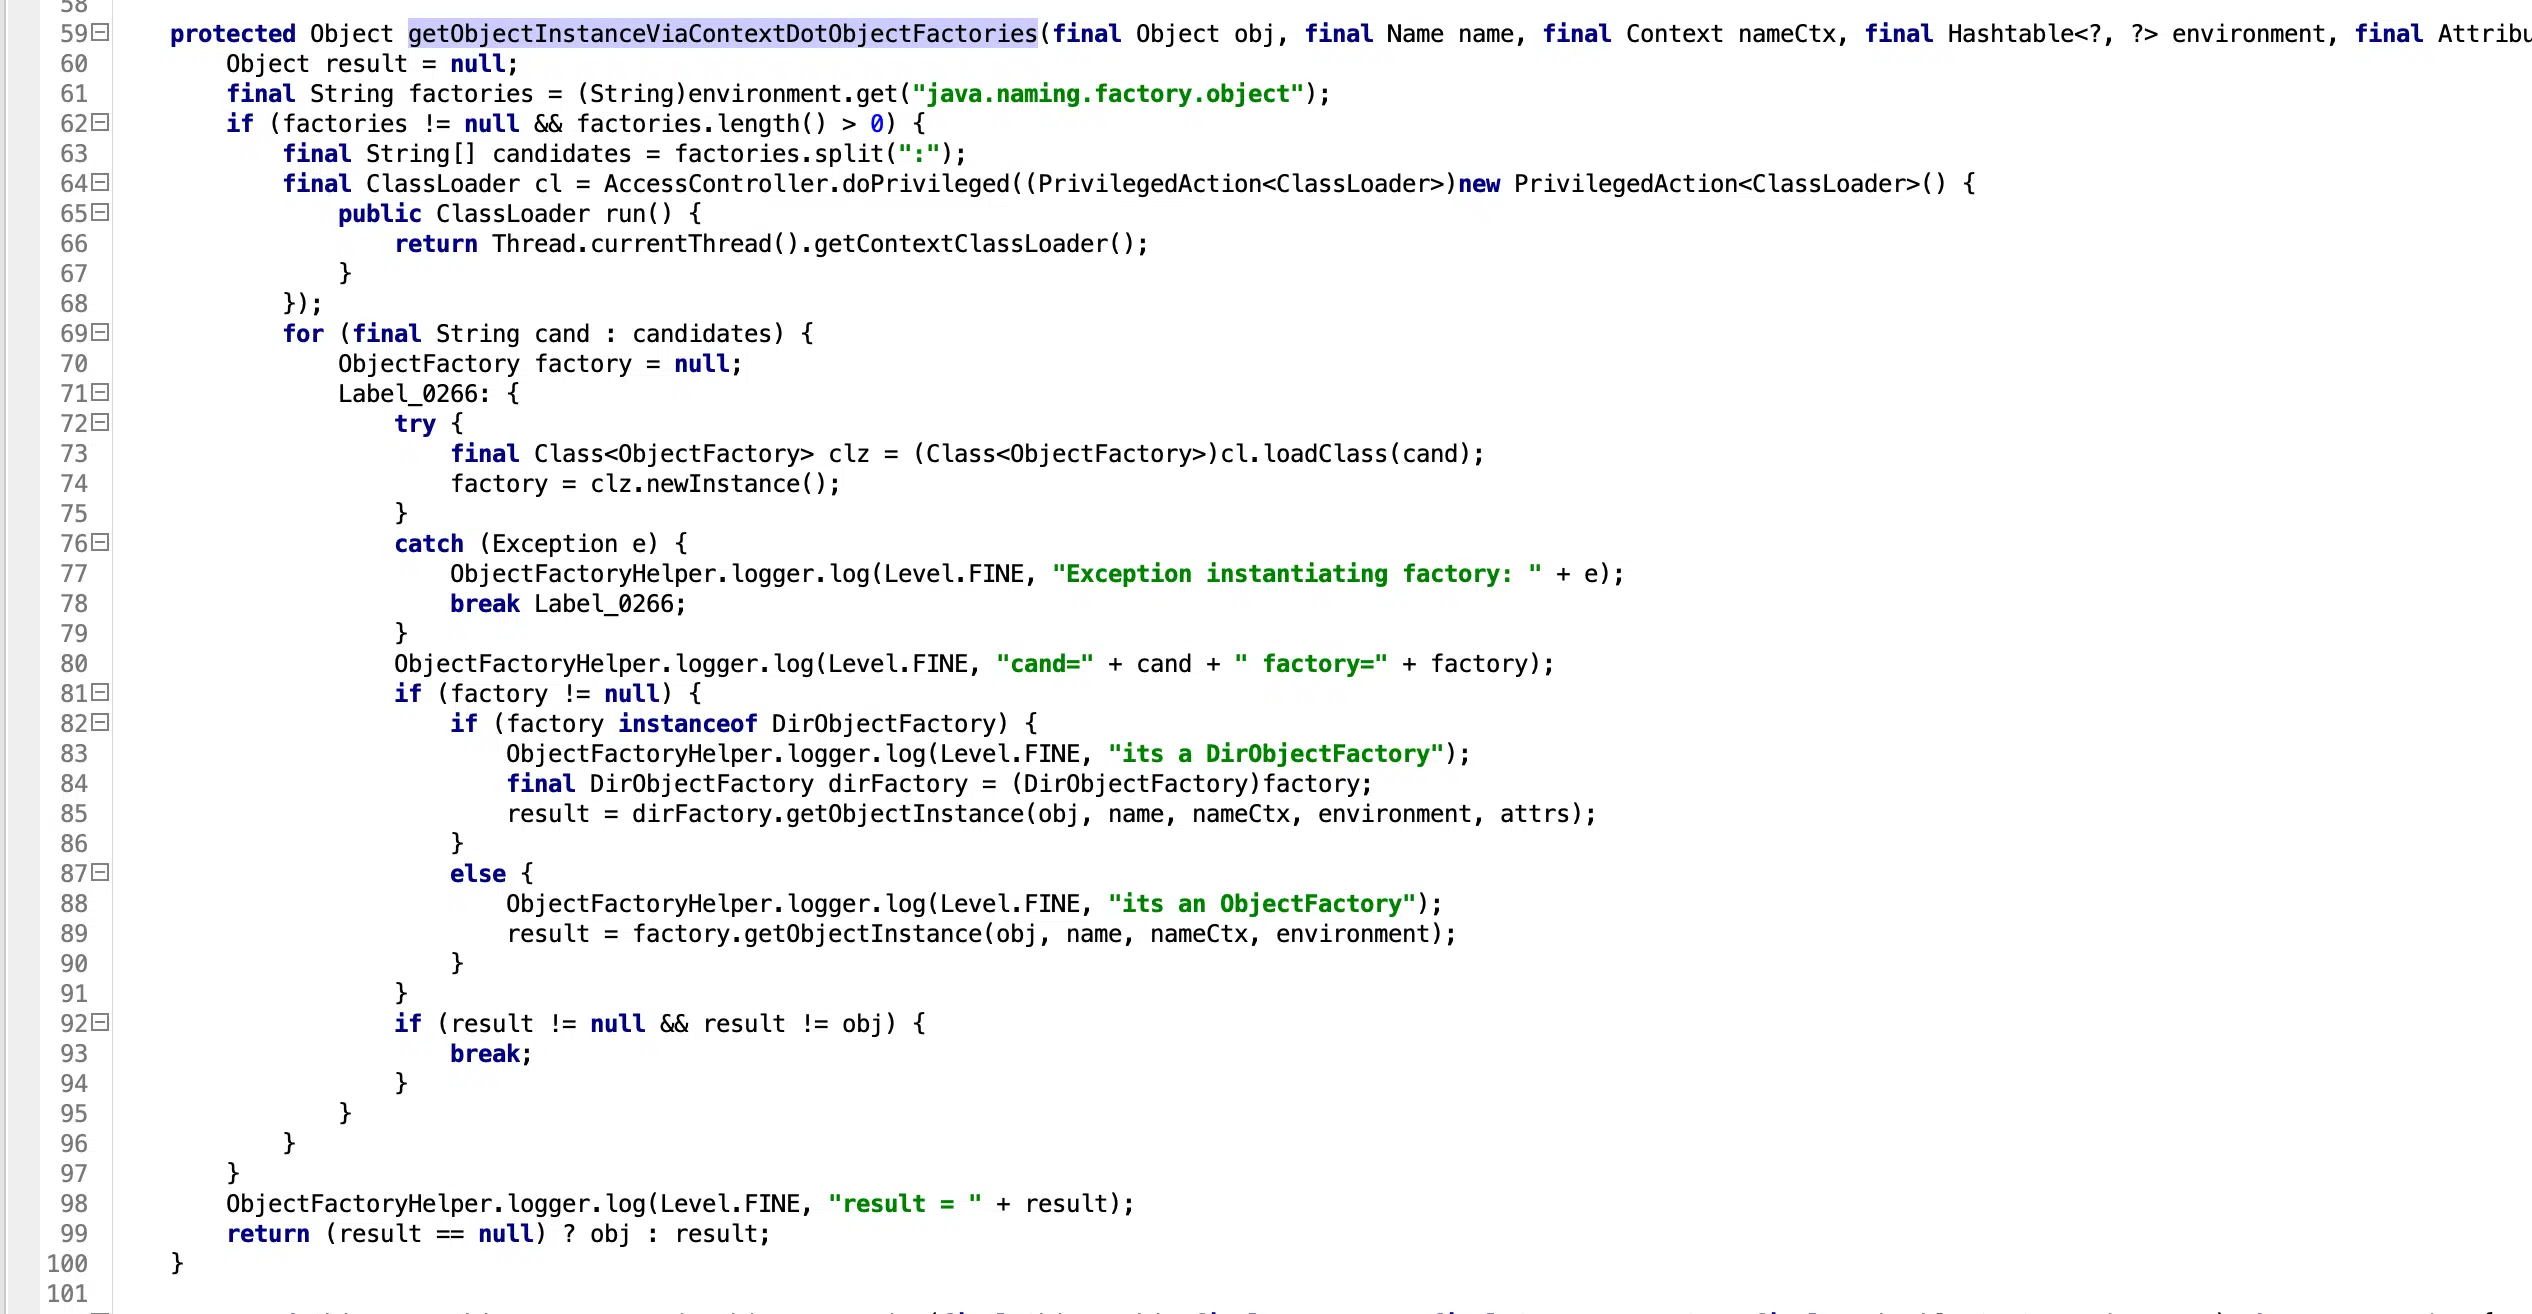 58
59 protected Object getObjectInstanceViaContextDotObjectFactories(final Object obj, final Name name, final Context nameCtx, final Hashtable<?, ?> environment, final Attribu
60 Object result = null;
61 final String factories = (String)environment.get("java.naming.factory.object");
62 if (factories != null && factories.length() > 0) {
63 final String[] candidates = factories.split(":");
64 final ClassLoader cl = AccessController.doPrivileged((PrivilegedAction<ClassLoader>)new PrivilegedAction<ClassLoader>() {
65 public ClassLoader run() {
66 return Thread.currentThread().getContextClassLoader();
67 }
68 });
69 for (final String cand : candidates) {
70 ObjectFactory factory = null;
71 Label_0266: {
72 try {
73 final Class<ObjectFactory> clz = (Class<ObjectFactory>)cl.loadClass(cand);
74 factory = clz.newInstance();
75 }
76 catch (Exception e) {
77 ObjectFactoryHelper.logger.log(Level.FINE, "Exception instantiating factory: " + e);
78 break Label_0266;
79 }
80 ObjectFactoryHelper.logger.log(Level.FINE, "cand=" + cand + " factory=" + factory);
81 if (factory != null) {
82 if (factory instanceof DirObjectFactory) {
83 ObjectFactoryHelper.logger.log(Level.FINE, "its a DirObjectFactory");
84 final DirObjectFactory dirFactory = (DirObjectFactory)factory;
85 result = dirFactory.getObjectInstance(obj, name, nameCtx, environment, attrs);
86 }
87 else {
88 ObjectFactoryHelper.logger.log(Level.FINE, "its an ObjectFactory");
89 result = factory.getObjectInstance(obj, name, nameCtx, environment);
90 }
91 }
92 if (result != null && result != obj) {
93 break;
94 }
95 }
96 }
97 }
98 ObjectFactoryHelper.logger.log(Level.FINE, "result = " + result);
99 return (result == null) ? obj : result;
100 }
101